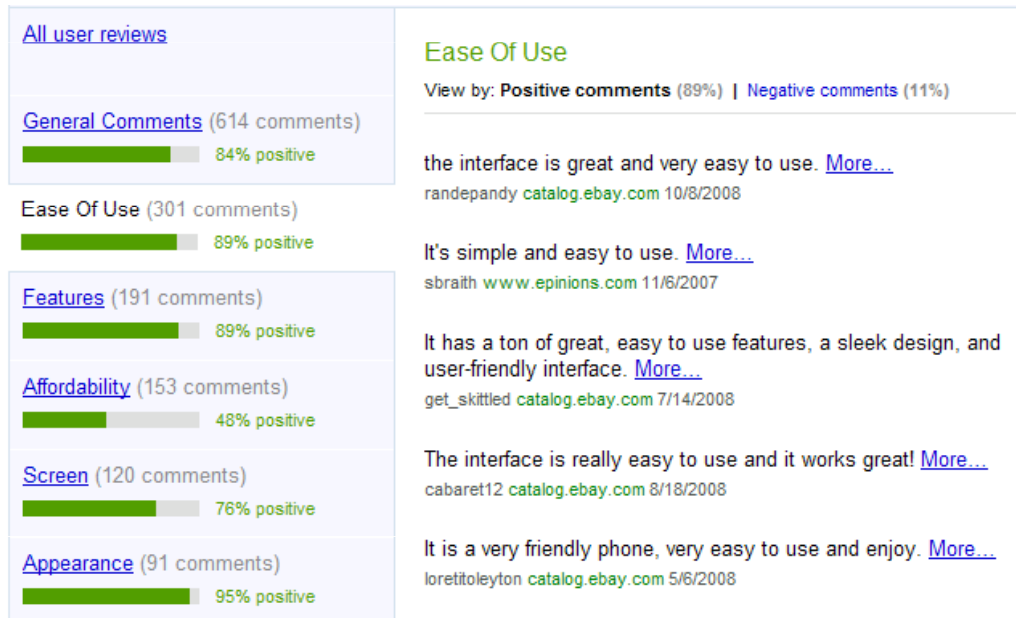 All user reviews
General Comments (614 comments)
84% positive
Ease Of Use (301 comments)
89% positive
Features (191 comments)
89% positive
Affordability (153 comments)
48% positive
Screen (120 comments)
76% positive
Appearance (91 comments)
95% positive
Ease Of Use
View by: Positive comments (89%) | Negative comments (11%)
the interface is great and very easy to use. More...
randepandy catalog.ebay.com 10/8/2008
It's simple and easy to use. More...
sbraith www.epinions.com 11/6/2007
It has a ton of great, easy to use features, a sleek design, and
user-friendly interface. More...
get_skittled catalog.ebay.com 7/14/2008
The interface is really easy to use and it works great! More...
cabaret12 catalog.ebay.com 8/18/2008
It is a very friendly phone, very easy to use and enjoy. More...
loretitoleyton catalog.ebay.com 5/6/2008